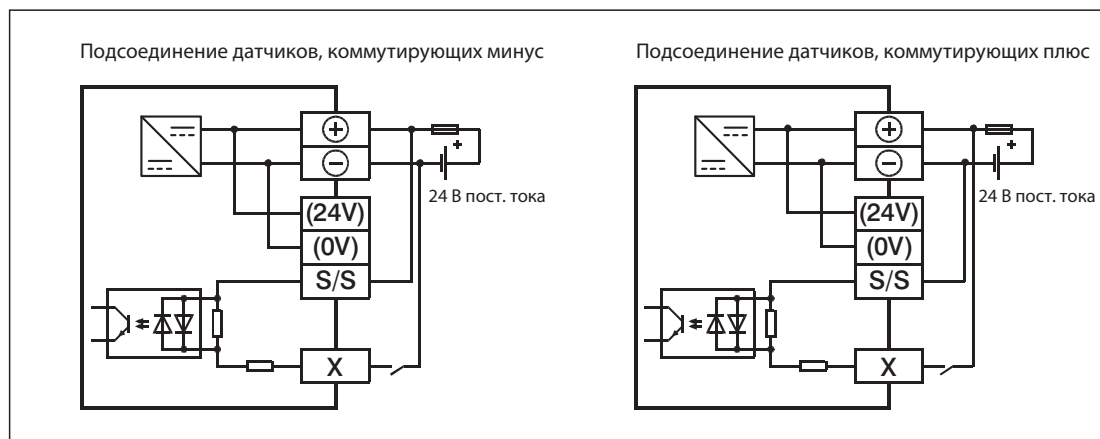 Подсоединение датчиков, коммутирующих минус
+
−
+
24 В пост. тока
(24V)
(0V)
S/S
X
Подсоединение датчиков, коммутирующих плюс
+
−
+
24 В пост. тока
(24V)
(0V)
S/S
X